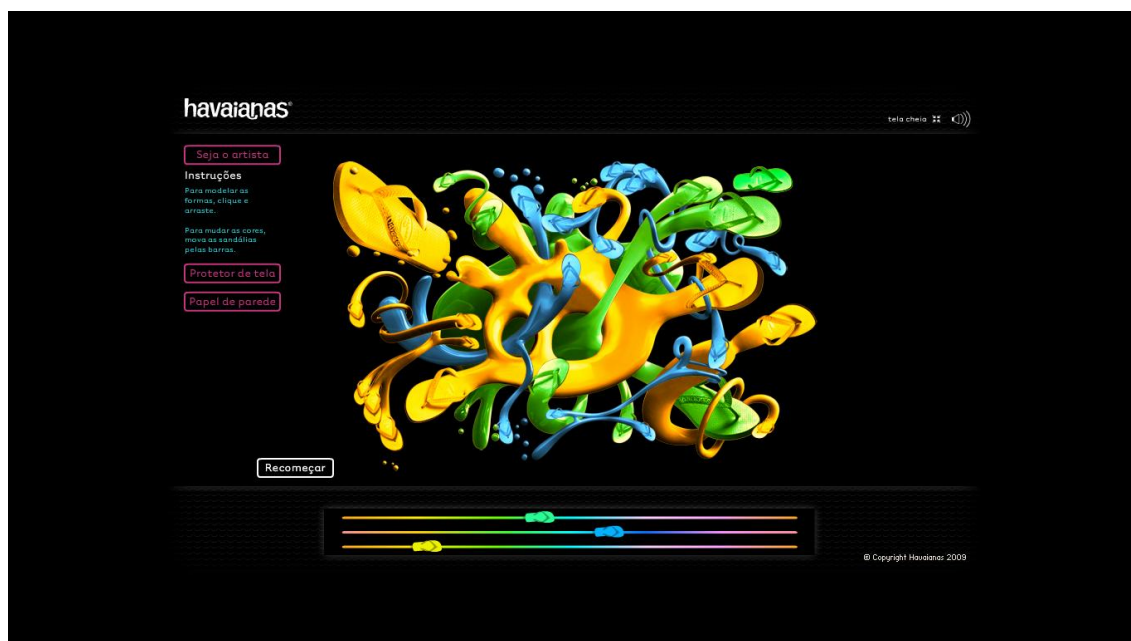 havaianas®
tela cheia
Seja o artista
Instruções
Para modelar as
formas, clique e
arraste.
Para mudar as cores,
mova as sandálias
pelas barras.
Protetor de tela
Papel de parede
Recomeçar
© Copyright Havaianas 2009